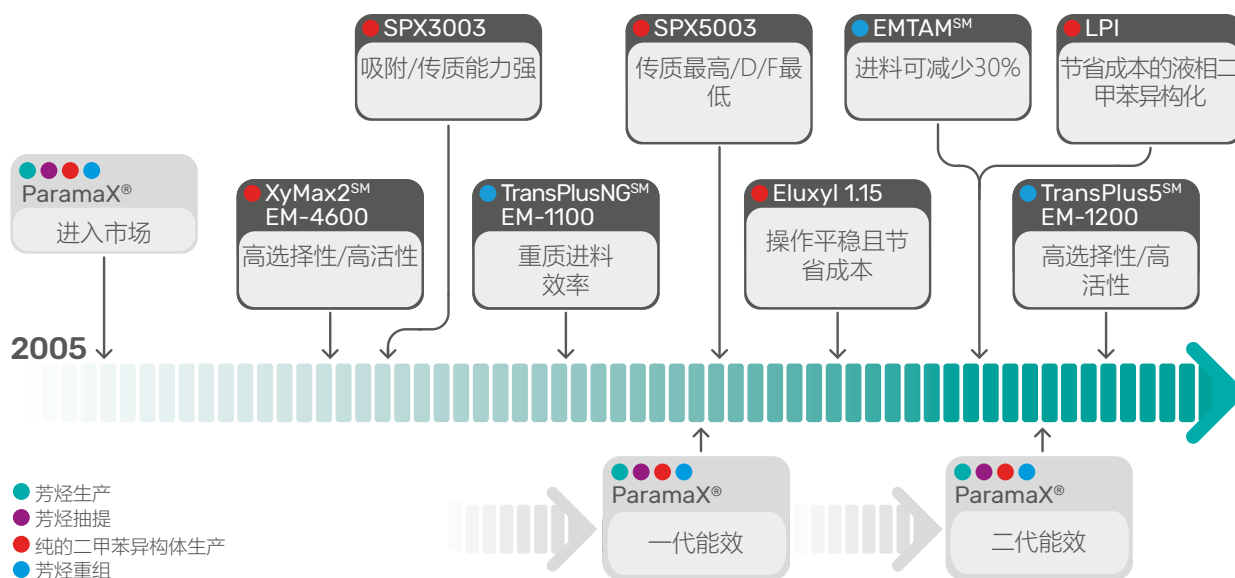 SPX3003
吸附/传质能力强
SPX5003
传质最高/D/F最
低
EMTAM℠
进料可减少30%
LPI
节省成本的液相二
甲苯异构化
ParamaX®
进入市场
XyMax2℠
EM-4600
高选择性/高活性
TransPlusNG℠
EM-1100
重质进料
效率
Eluxyl 1.15
操作平稳且节
省成本
TransPlus5℠
EM-1200
高选择性/高
活性
2005
ParamaX®
一代能效
ParamaX®
二代能效
芳烃生产
芳烃抽提
纯的二甲苯异构体生产
芳烃重组